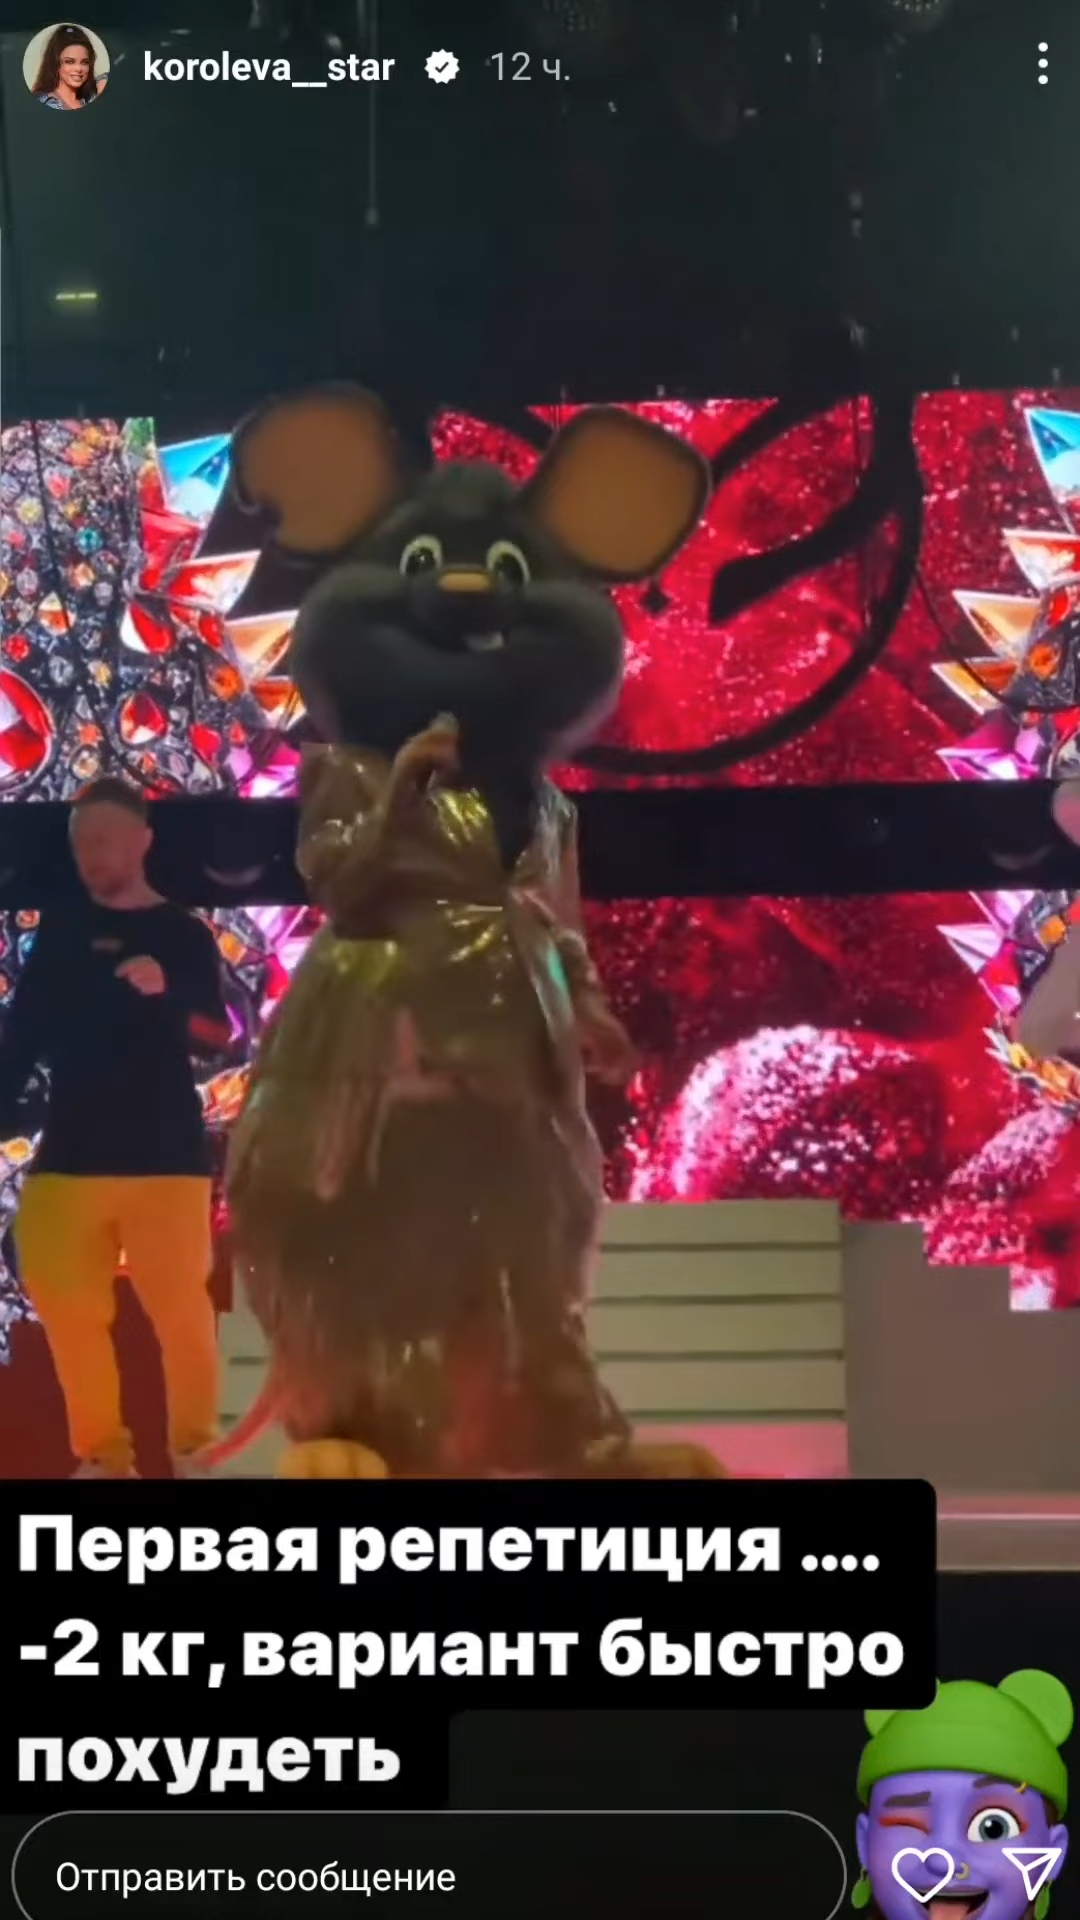 koroleva__star 12 ч.
Первая репетиция ....
-2 кг, вариант быстро
похудеть
Отправить сообщение